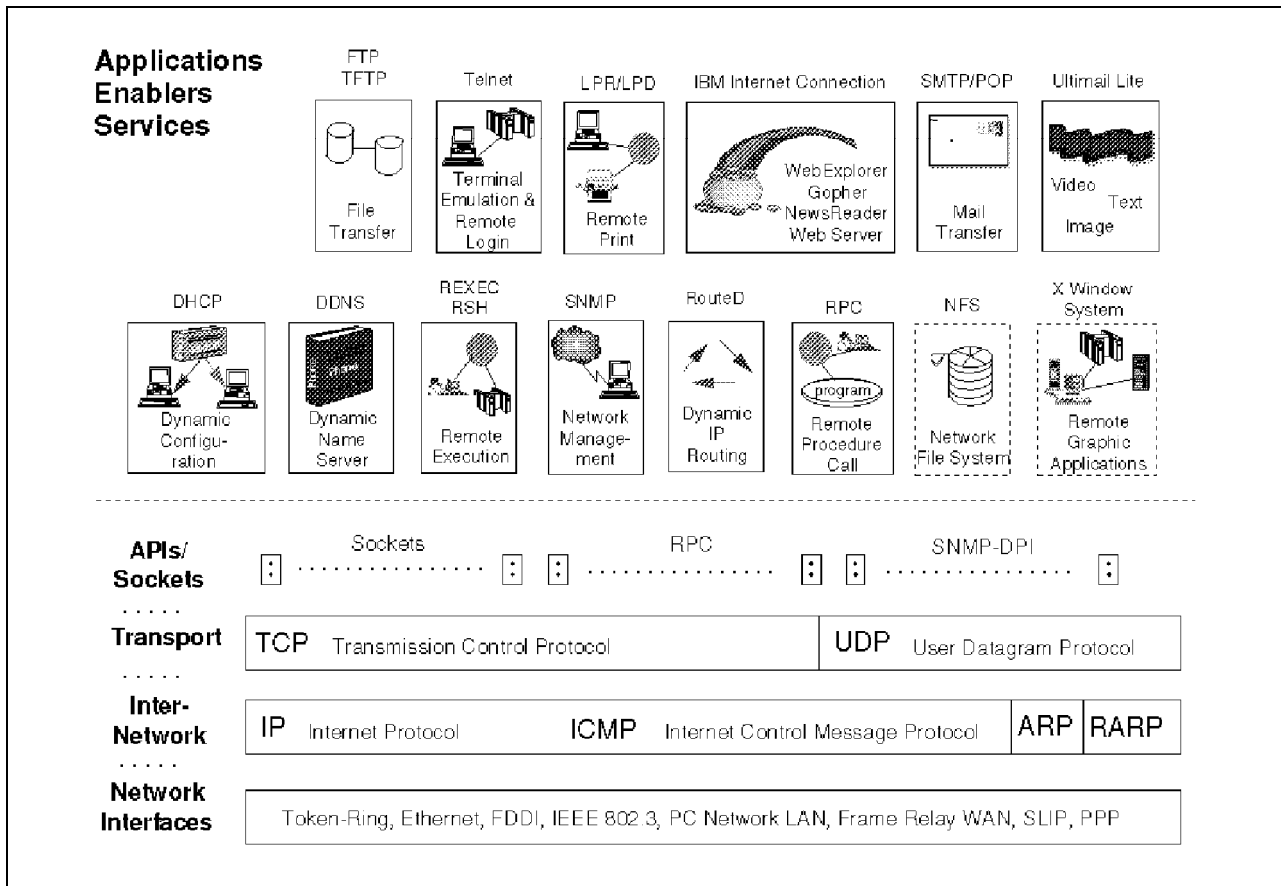 Applications
Enablers
Services
FTP
TFTP
File
Transfer
Telnet
Terminal
Emulation &
Remote
Login
LPR/LPD
Remote
Print
IBM Internet Connection
WebExplorer
Gopher
NewsReader
Web Server
SMTP/POP
Mail
Transfer
Ultimail Lite
Video
Text
Image
DHCP
Dynamic
Configu-
ration
DDNS
Dynamic
Name
Server
REXEC
RSH
Remote
Execution
SNMP
Network
Manage-
ment
RouteD
Dynamic
IP
Routing
RPC
program
Remote
Procedure
Call
NFS
Network
File System
X Window
System
Remote
Graphic
Applications
APIs/
Sockets
Sockets
RPC
SNMP-DPI
Transport
TCP Transmission Control Protocol
UDP User Datagram Protocol
Inter-
Network
IP Internet Protocol
ICMP Internet Control Message Protocol
ARP
RARP
Network
Interfaces
Token-Ring, Ethernet, FDDI, IEEE 802.3, PC Network LAN, Frame Relay WAN, SLIP, PPP